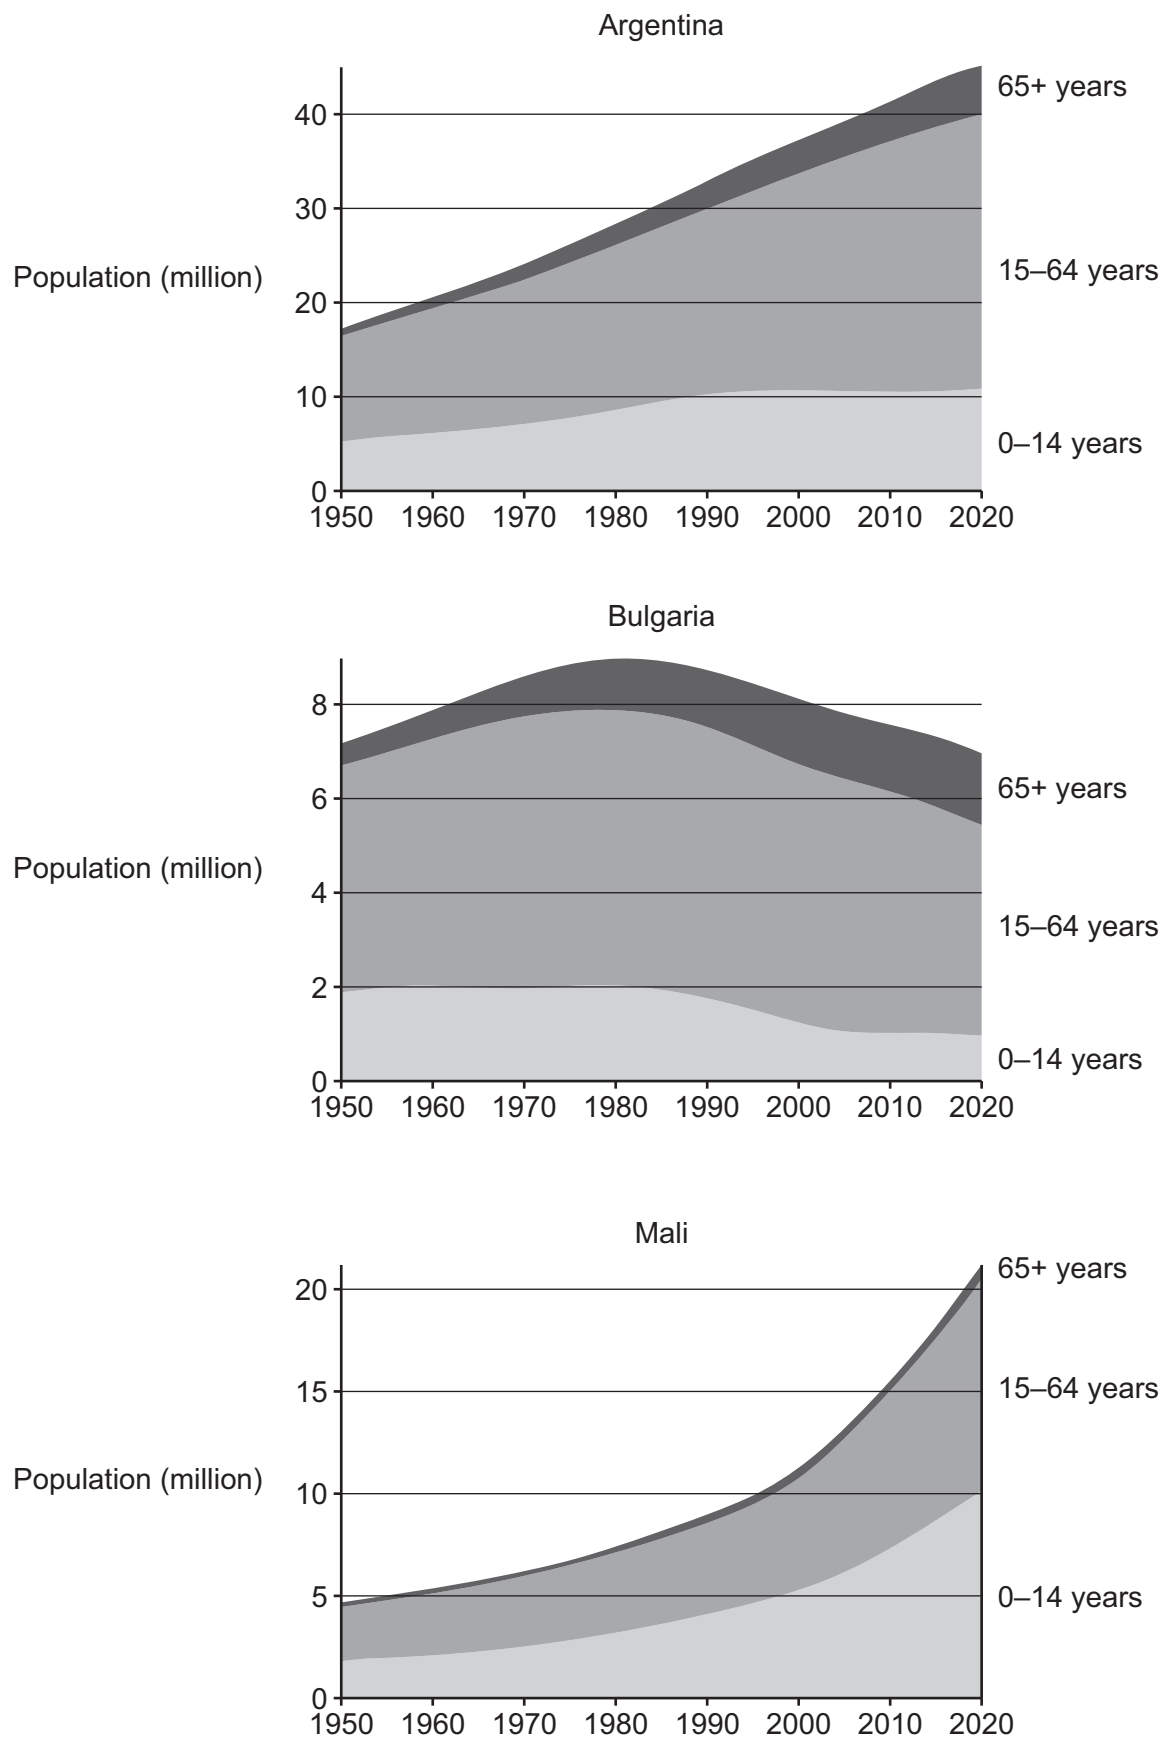 Argentina
65+ years
40
30
Population (million)
15–64 years
20
10
0–14 years
0
1950 1960 1970 1980 1990 2000 2010 2020
Bulgaria
8
65+ years
6
Population (million)
4
15–64 years
2
0–14 years
0
1950 1960 1970 1980 1990 2000 2010 2020
Mali
65+ years
20
15
15–64 years
Population (million)
10
5
0–14 years
0
1950 1960 1970 1980 1990 2000 2010 2020